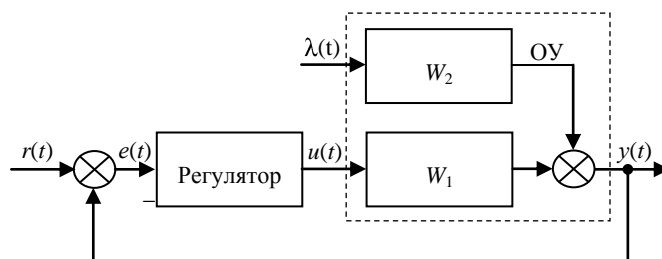 λ(t)
W₂
ОУ
r(t)
e(t)
–
Регулятор
u(t)
W₁
y(t)